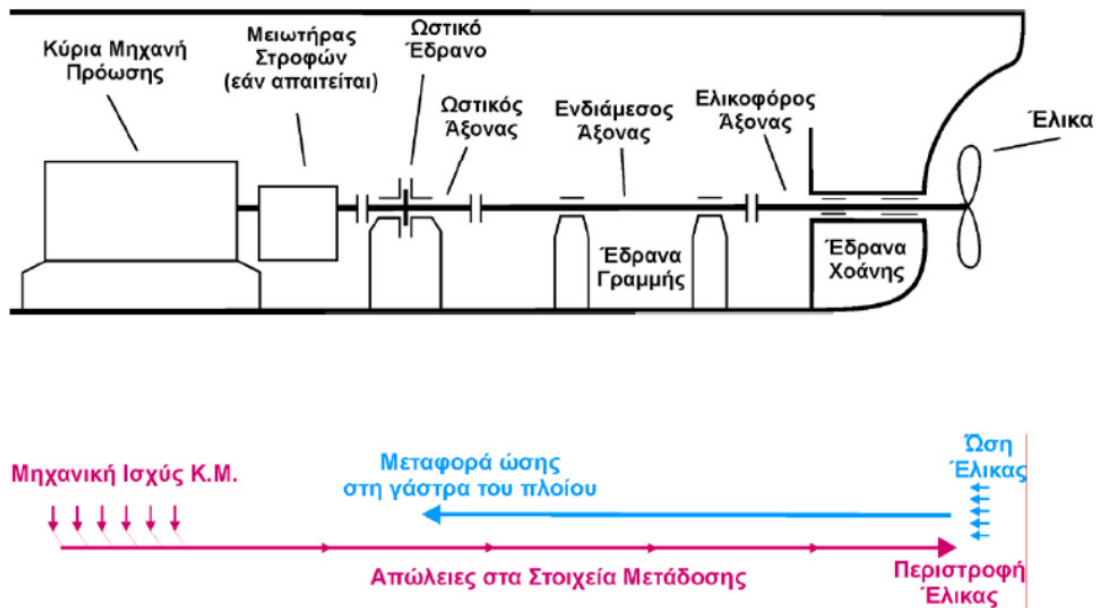 Κύρια Μηχανή
Πρόωσης
Μειωτήρας
Στροφών
(εάν απαιτείται)
Ωστικό
Έδρανο
Ωστικός
Άξονας
Ενδιάμεσος
Άξονας
Ελικοφόρος
Άξονας
Έλικα
Έδρανα
Γραμμής
Έδρανα
Χοάνης
Μηχανική Ισχύς Κ.Μ.
Μεταφορά ώσης
στη γάστρα του πλοίου
Ώση
Έλικας
Απώλειες στα Στοιχεία Μετάδοσης
Περιστροφή
Έλικας